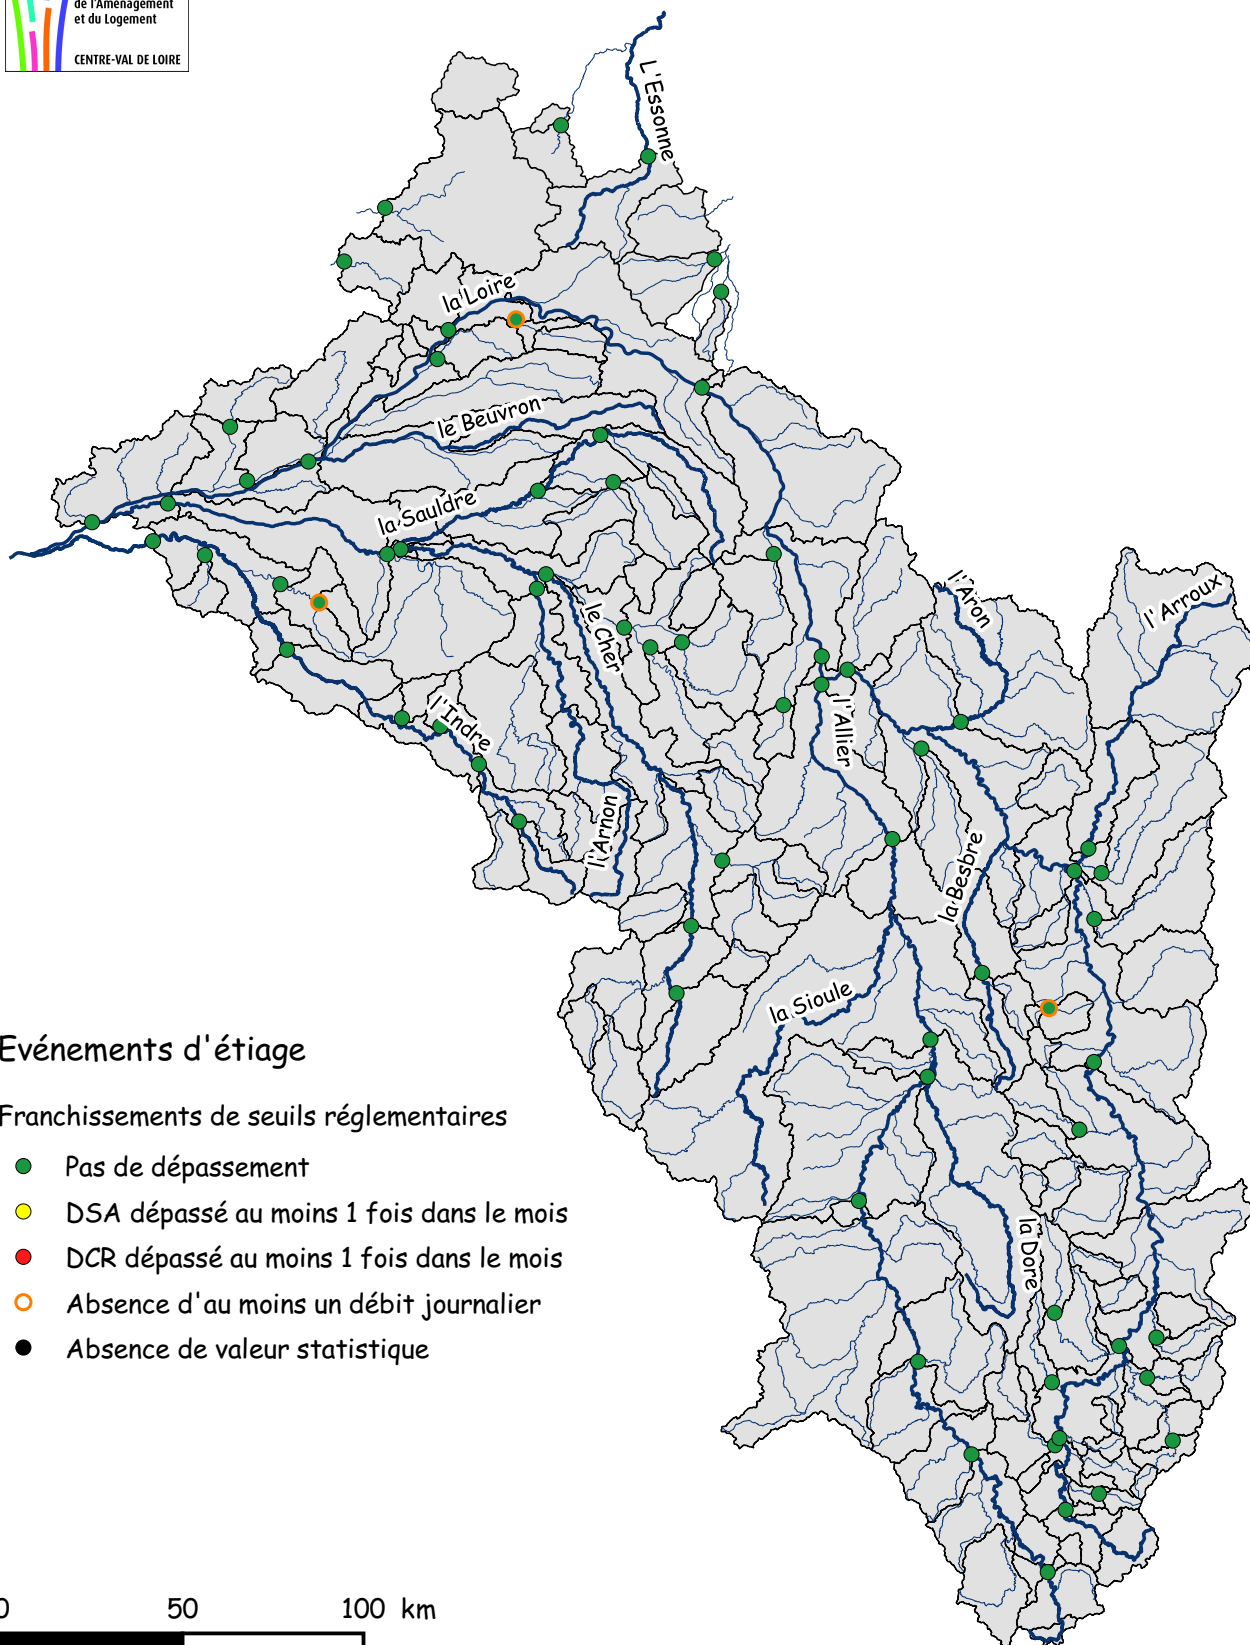 de l'Aménagement
et du Logement
CENTRE-VAL DE LOIRE
L'Essonne
la Loire
le Beuvron
la Sauldre
le Cher
l'Aron
l' Arroux
l'Indre
l'Allier
l'Arnon
la Besbre
la Sioule
la Dore
Evénements d'étiage
Franchissements de seuils réglementaires
Pas de dépassement
DSA dépassé au moins 1 fois dans le mois
DCR dépassé au moins 1 fois dans le mois
Absence d'au moins un débit journalier
Absence de valeur statistique
0 50 100 km